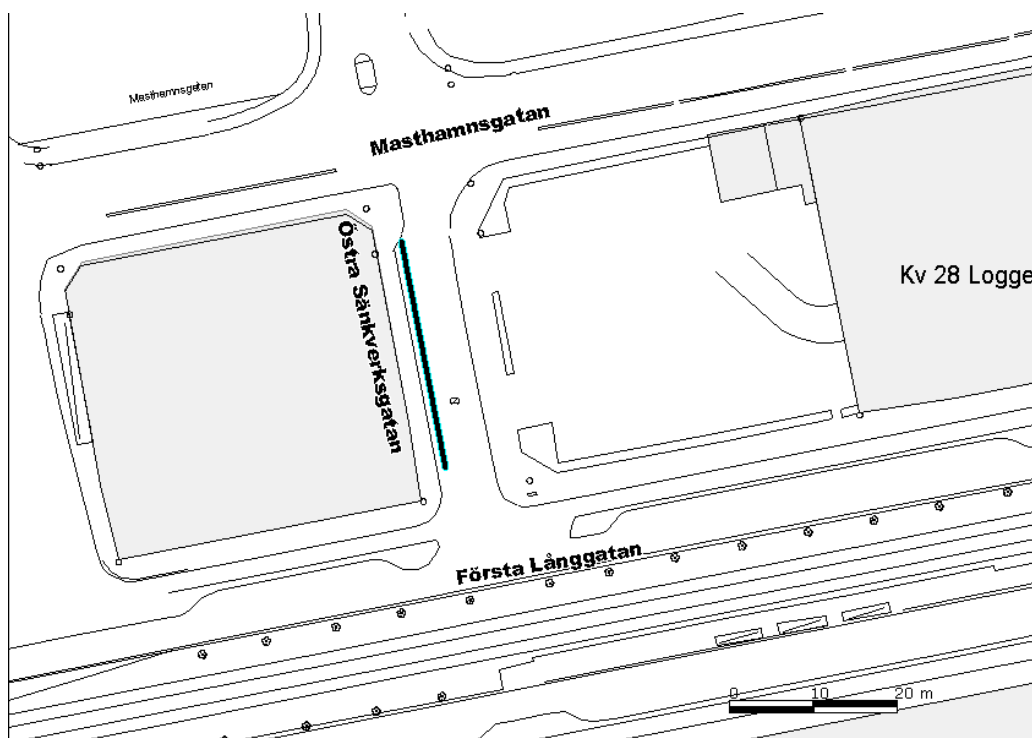 Masthamnsgatan
Masthamnsgatan
Östra Sänkverksgatan
Kv 28 Logge
Första Långgatan
0 10 20 m